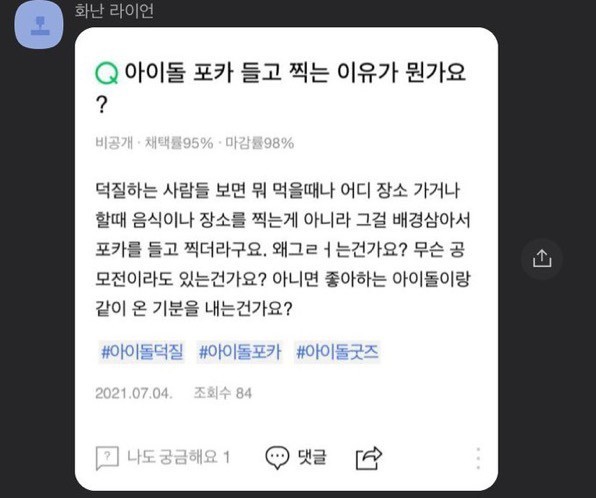 화난 라이언
아이돌 포카 들고 찍는 이유가 뭔가요
?
비공개 · 채택률95% · 마감률98%
덕질하는 사람들 보면 뭐 먹을때나 어디 장소 가거나
할때 음식이나 장소를 찍는게 아니라 그걸 배경삼아서
포카를 들고 찍더라구요. 왜그ㄹㅓ는건가요? 무슨 공
모전이라도 있는건가요? 아니면 좋아하는 아이돌이랑
같이 온 기분을 내는건가요?
#아이돌덕질 #아이돌포카 #아이돌굿즈
2021.07.04. 조회수 84
? 나도 궁금해요 1 댓글